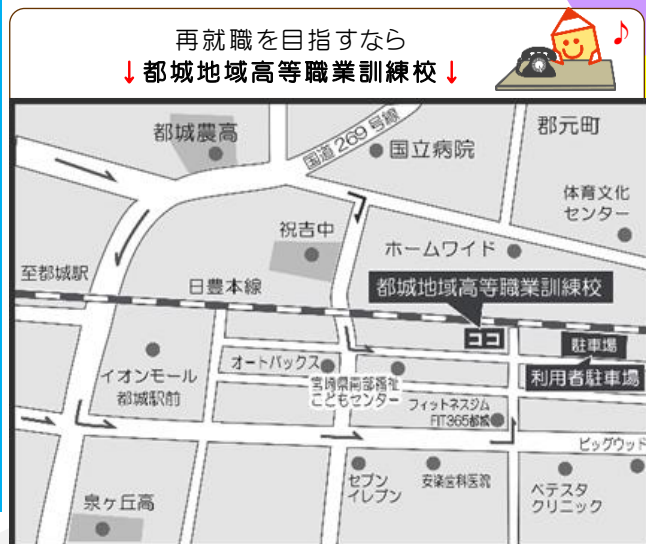 再就職を目指すなら
↓都城地域高等職業訓練校↓
都城農高
国道269号線
国立病院
郡元町
体育文化
センター
祝吉中
ホームワイド
至都城駅
日豊本線
都城地域高等職業訓練校
駐車場
利用者駐車場
オートバックス
イオンモール
都城駅前
宮崎県南部福祉
こどもセンター
フィットネスジム
FIT365都城
ビッグウッド
セブン
イレブン
安楽歯科医院
ベテスタ
クリニック
泉ヶ丘高